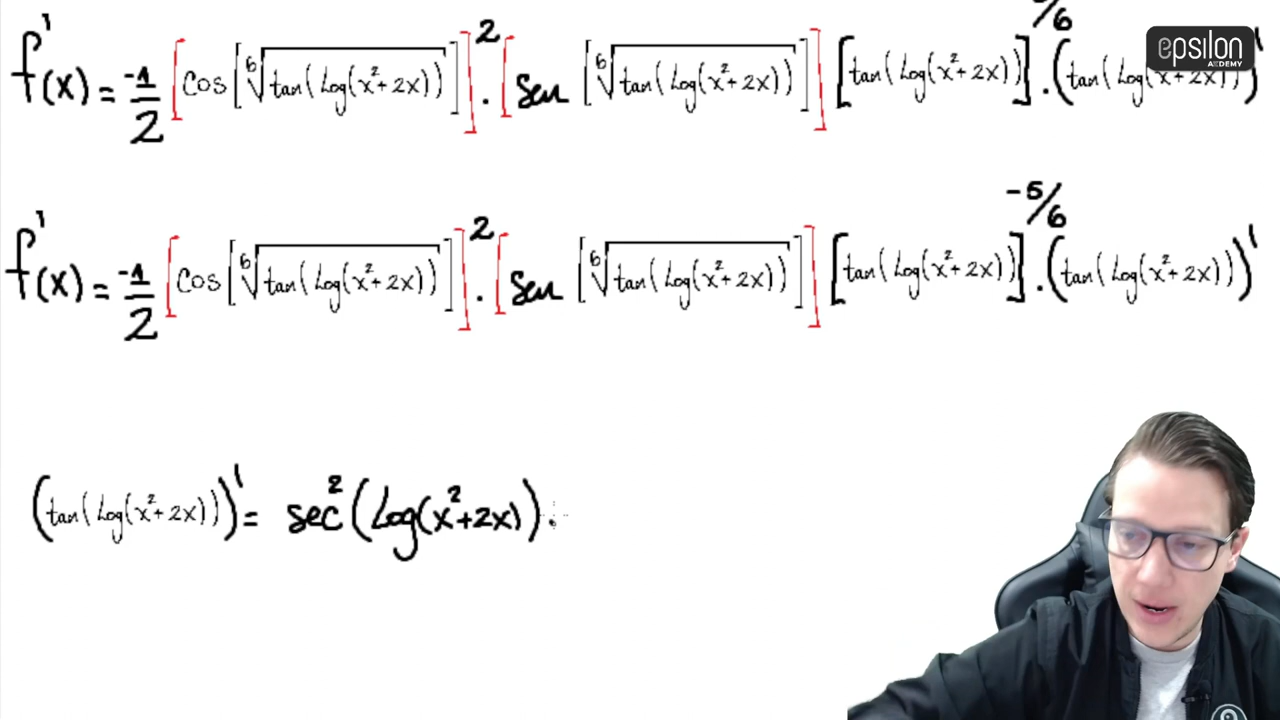 epsilon
AXDEMY
f'(x) = -1/2 [Cos[⁶√tan(Log(x²+2x))]]² · [Sen [⁶√tan(Log(x²+2x))]] [tan(Log(x²+2x))]^5/6 · (tan(Log(x²+2x)))'
f'(x) = -1/2 [Cos[⁶√tan(Log(x²+2x))]]² · [Sen [⁶√tan(Log(x²+2x))]] [tan(Log(x²+2x))]^-5/6 · (tan(Log(x²+2x)))'
(tan(Log(x²+2x)))' = sec²(Log(x²+2x)) ·